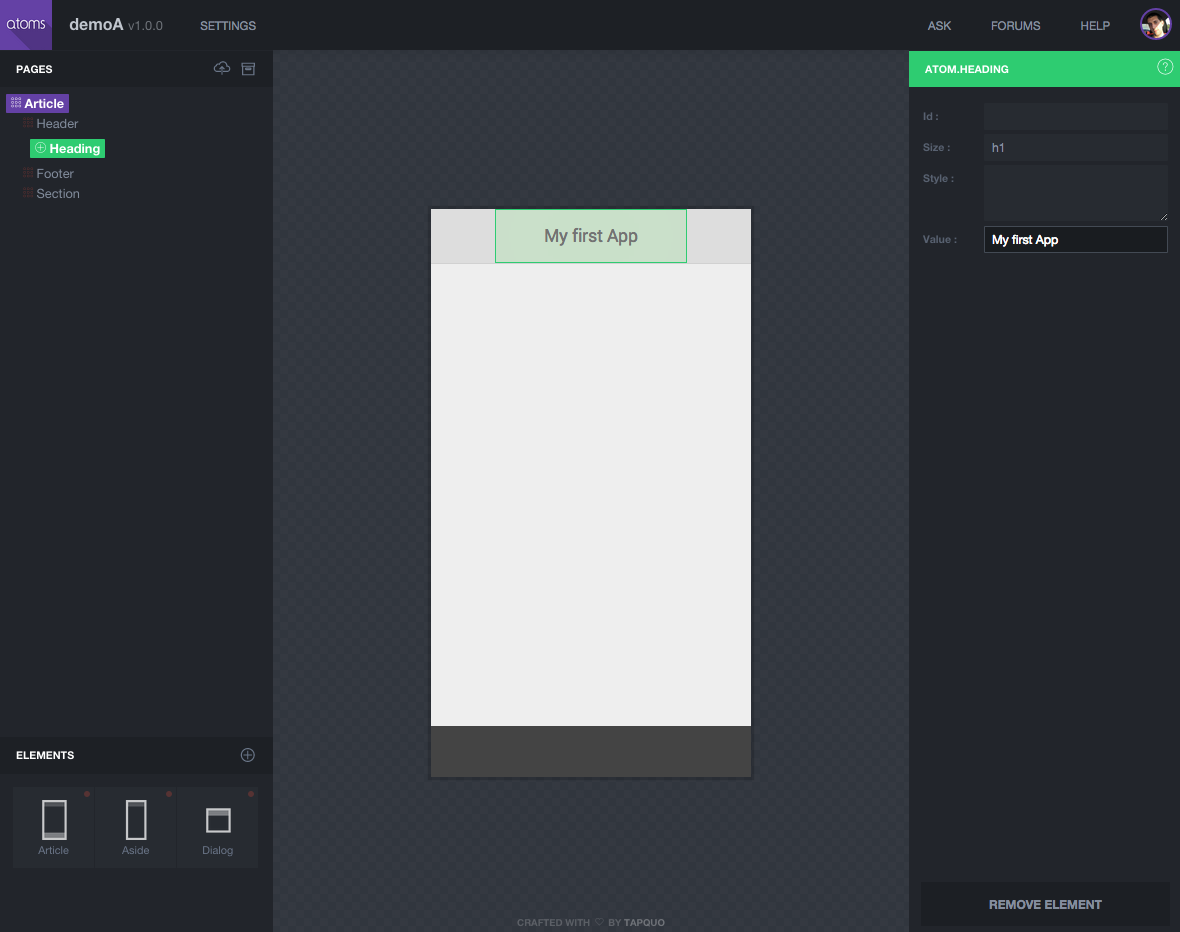 atoms demoA v1.0.0 SETTINGS ASK FORUMS HELP
PAGES
Article
Header
Heading
Footer
Section
ELEMENTS
Article Aside Dialog
My first App
CRAFTED WITH ♡ BY TAPQUO
ATOM.HEADING ?
Id :
Size : h1
Style :
Value : My first App
REMOVE ELEMENT